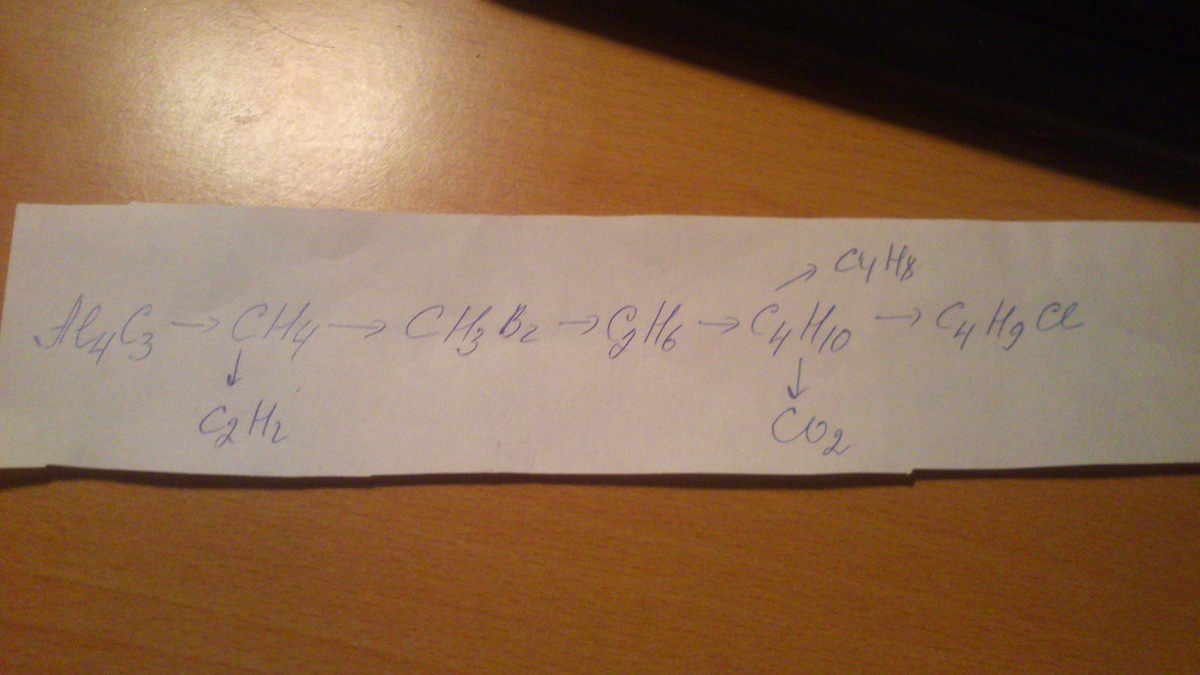 C4H8
Al4C3 → CH4 → CH3Br → C2H6 → C4H10 → C4H9Cl
C2H2 CO2